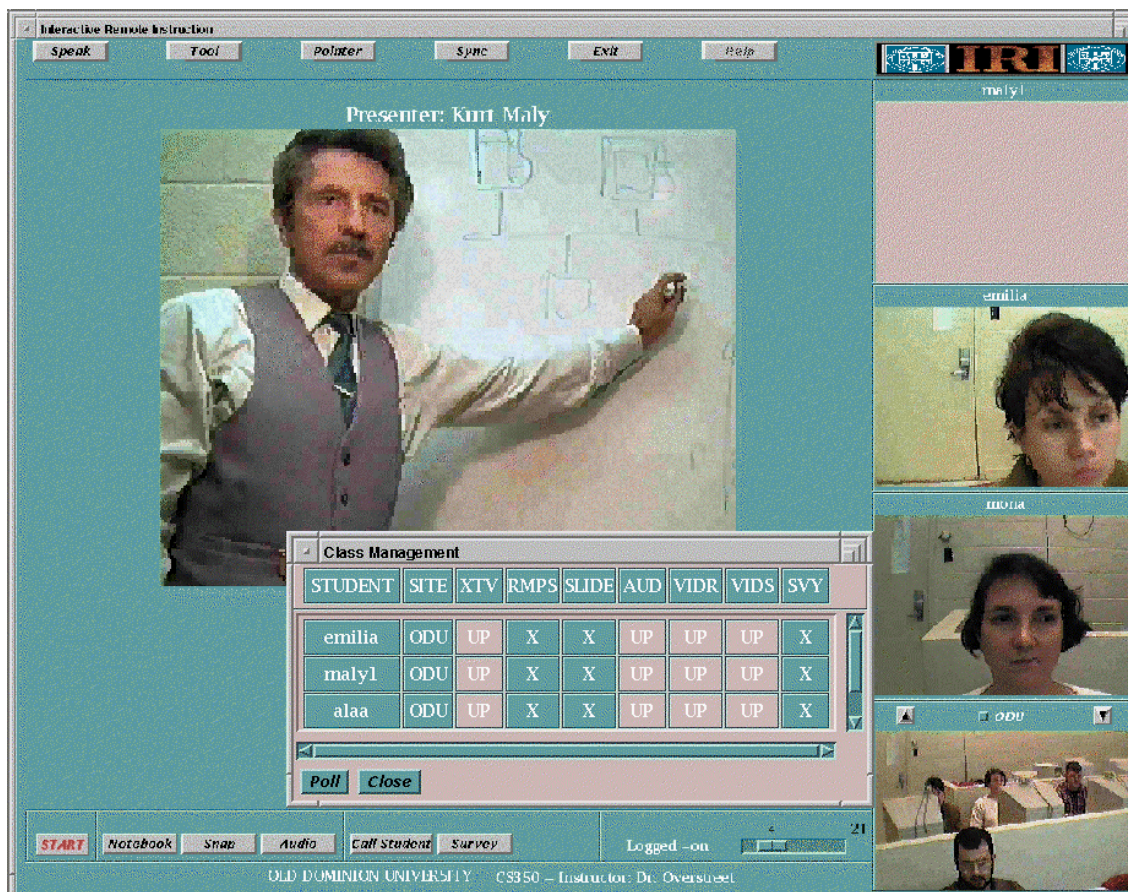 Interactive Remote Instruction
Speak Tool Pointer Sync Exit Help
IRI
maly1
Presenter: Kurt Maly
emilia
mona
Class Management
STUDENT SITE XTV RMPS SLIDE AUD VIDR VIDS SVY
emilia ODU UP X X UP UP UP X
maly1 ODU UP X X UP UP UP X
alaa ODU UP X X UP UP UP X
Poll Close
ODU
START Notebook Snap Audio Call Student Survey Logged-on 4 21
OLD DOMINION UNIVERSITY CS350 - Instructor: Dr. Overstreet